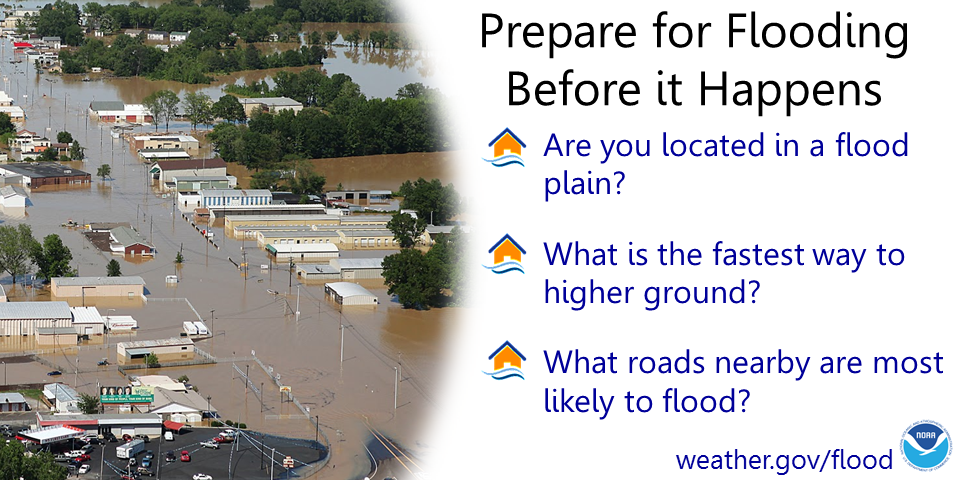 Prepare for Flooding
Before it Happens
Are you located in a flood
plain?
What is the fastest way to
higher ground?
What roads nearby are most
likely to flood?
NOAA
weather.gov/flood